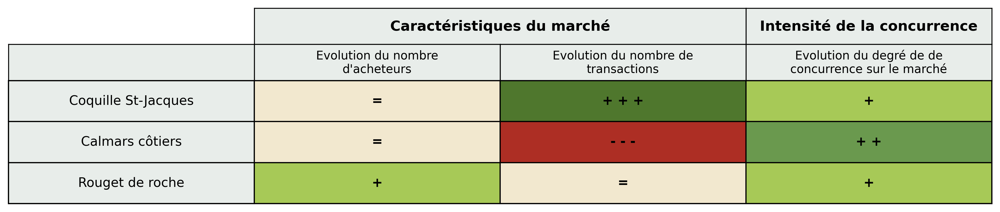 Caractéristiques du marché
Intensité de la concurrence
Evolution du nombre
d'acheteurs
Evolution du nombre de
transactions
Evolution du degré de de
concurrence sur le marché
Coquille St-Jacques
=
+ + +
+
Calmars côtiers
=
- - -
+ +
Rouget de roche
+
=
+